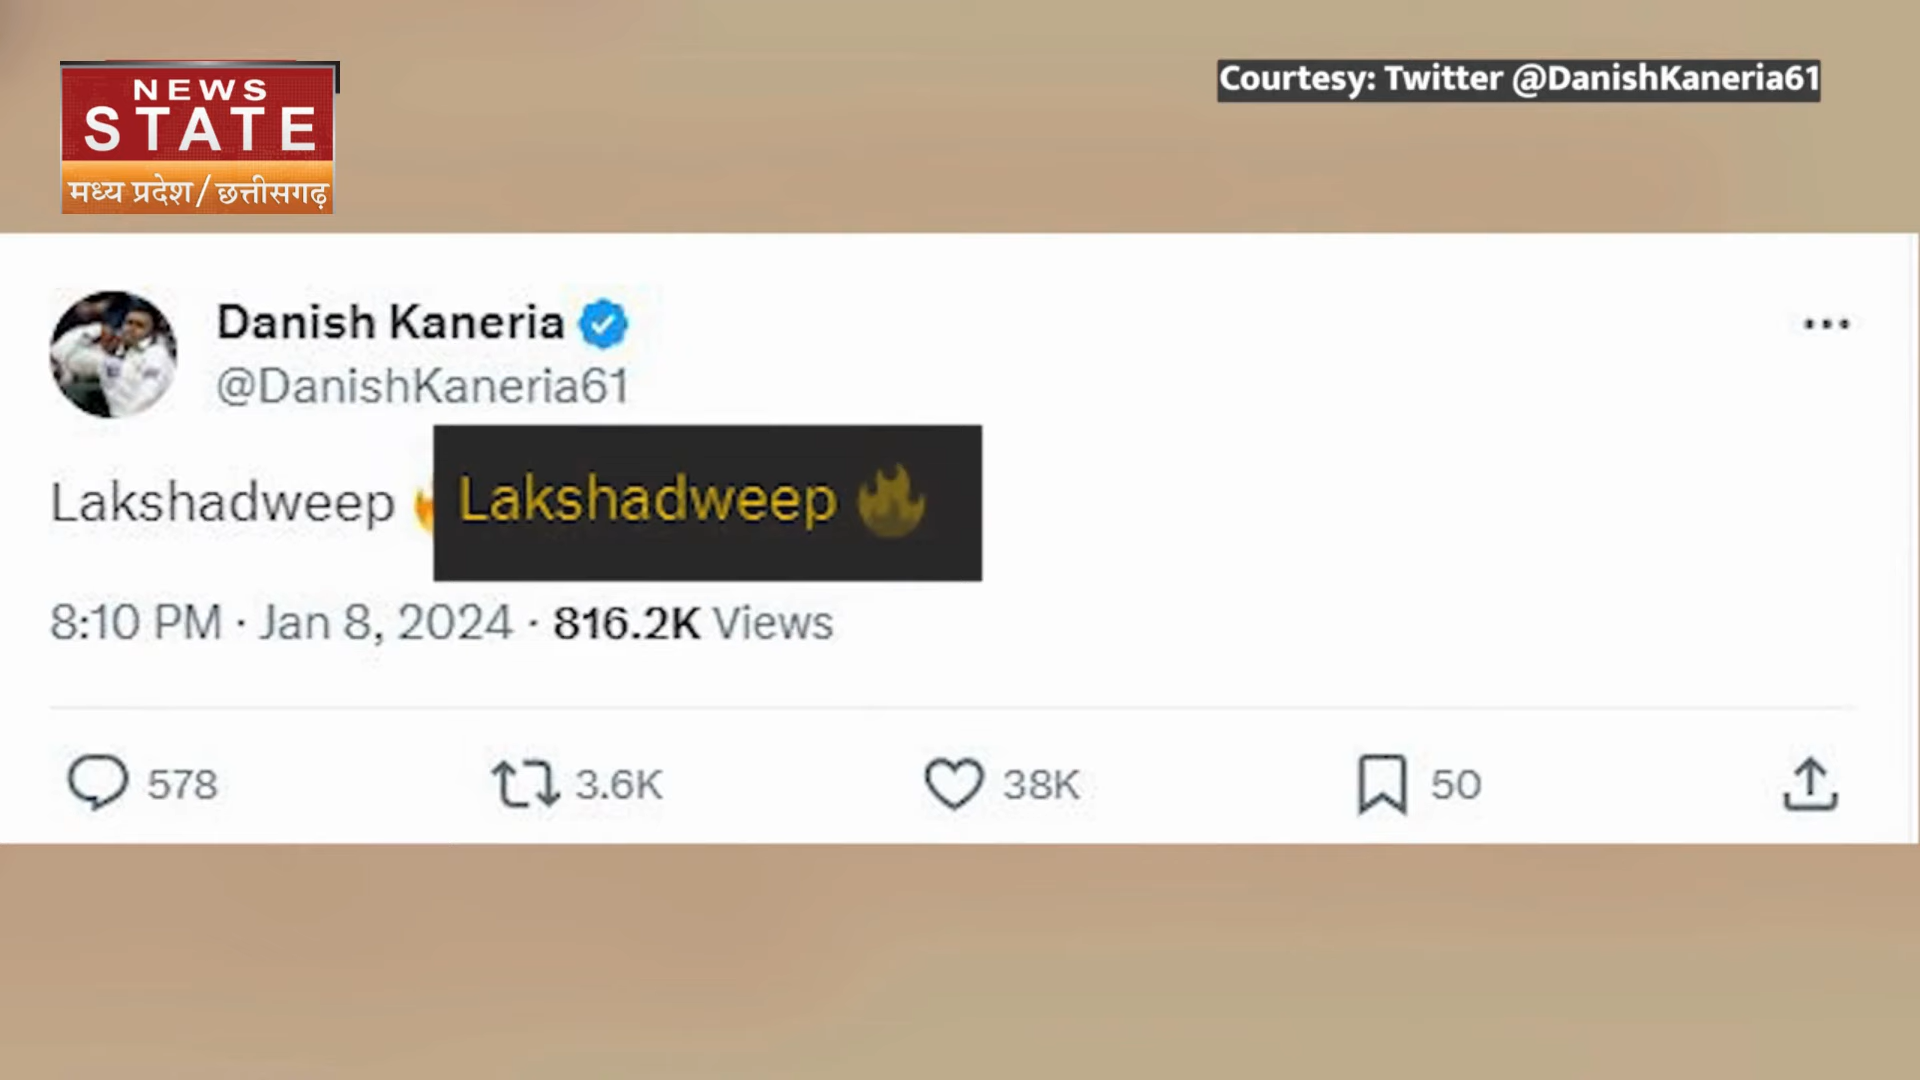 NEWS
STATE
मध्य प्रदेश/छत्तीसगढ़
Courtesy: Twitter @DanishKaneria61
Danish Kaneria
@DanishKaneria61
Lakshadweep
Lakshadweep 🔥
8:10 PM · Jan 8, 2024 · 816.2K Views
578 3.6K 38K 50